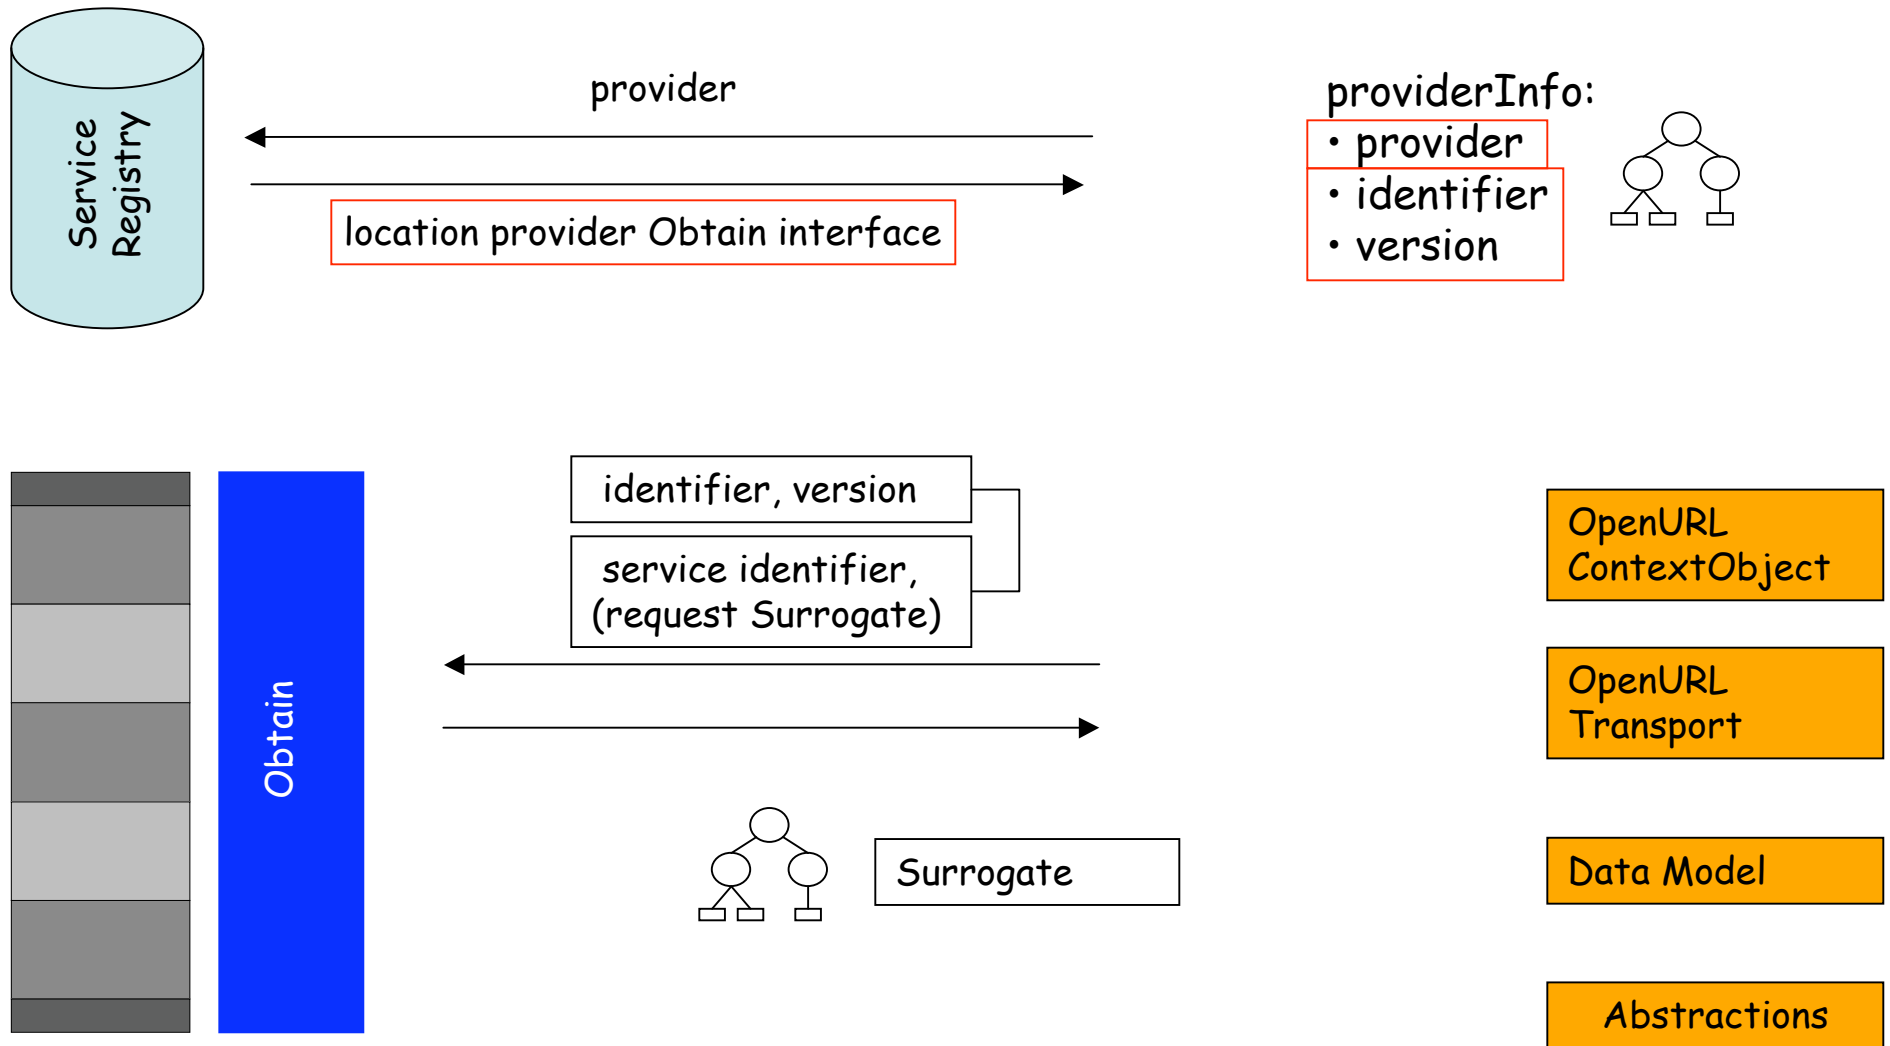 Service
Registry
provider
location provider Obtain interface
providerInfo:
• provider
• identifier
• version
Obtain
identifier, version
service identifier,
(request Surrogate)
Surrogate
OpenURL
ContextObject
OpenURL
Transport
Data Model
Abstractions